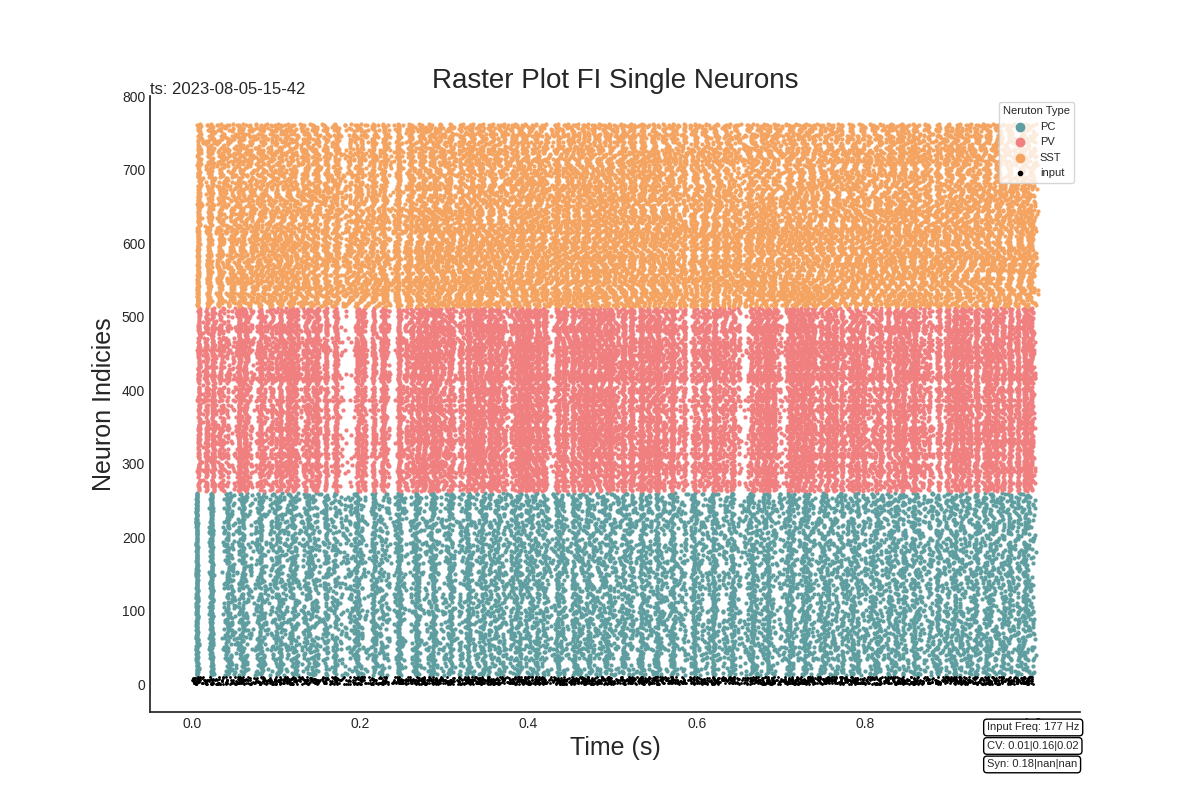 Raster Plot FI Single Neurons
ts: 2023-08-05-15-42
Neruton Type
PC
PV
SST
input
800
700
600
500
400
300
200
100
0
Neuron Indicies
0.0 0.2 0.4 0.6 0.8
Time (s)
Input Freq: 177 Hz
CV: 0.01|0.16|0.02
Syn: 0.18|nan|nan